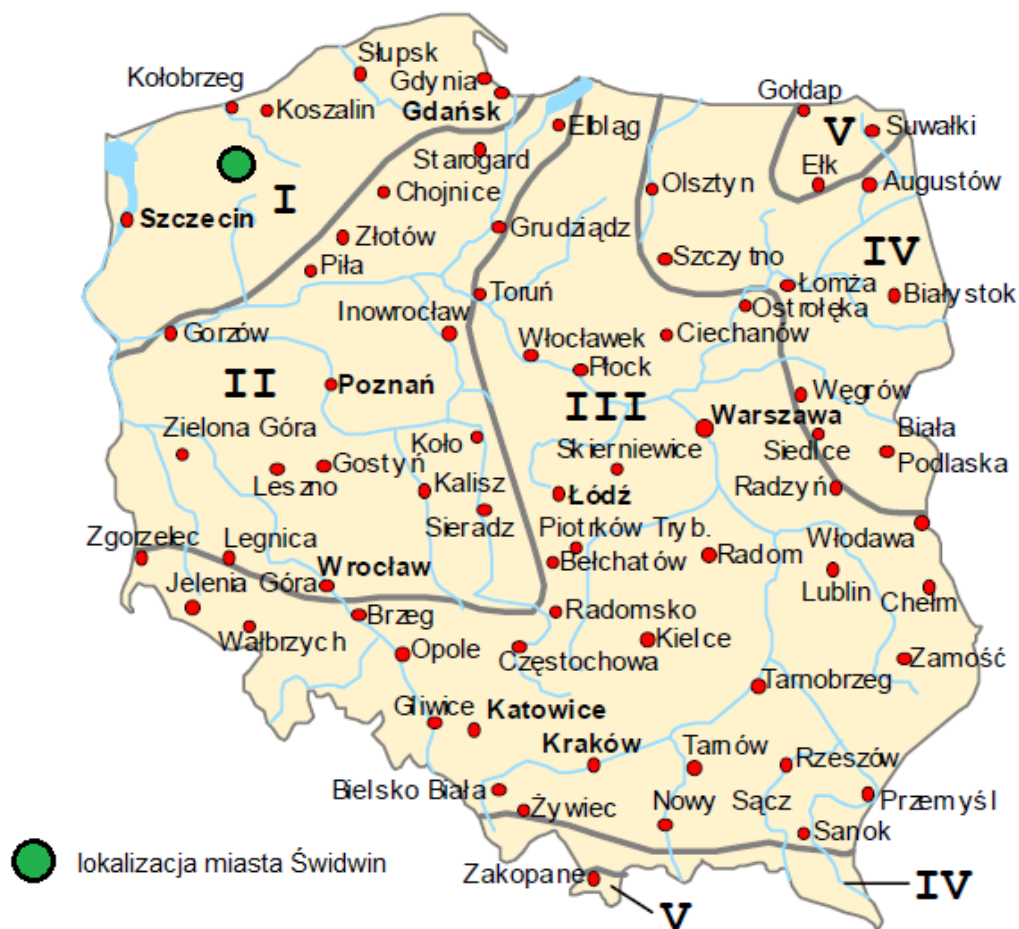 Słupsk
Kołobrzeg
Gdynia
Koszalin
Gdańsk
Gołdap
Elbląg
V
Suwałki
Starogard
Ełk
Chojnice
Olsztyn
Augustów
I
Szczecin
Złotów
Grudziądz
Piła
Szczytno
IV
Łomża
Toruń
Białystok
Inowrocław
Ostrołęka
Gorzów
Włocławek
Ciechanów
Płock
II
Poznań
III
Węgrów
Zielona Góra
Warszawa
Koło
Skierniewice
Siedlce
Biała
Podlaska
Gostyń
Leszno
Kalisz
Łódź
Radzyń
Sieradz
Piotrków Tryb.
Włodawa
Zgorzelec
Legnica
Wrocław
Bełchatów
Radom
Jelenia Góra
Lublin
Chełm
Brzeg
Radomsko
Wałbrzych
Opole
Kielce
Częstochowa
Zamość
Tarnobrzeg
Gliwice
Katowice
Kraków
Tarnów
Rzeszów
Bielsko Biała
Żywiec
Nowy Sącz
Przemyśl
Sanok
lokalizacja miasta Świdwin
Zakopane
IV
V